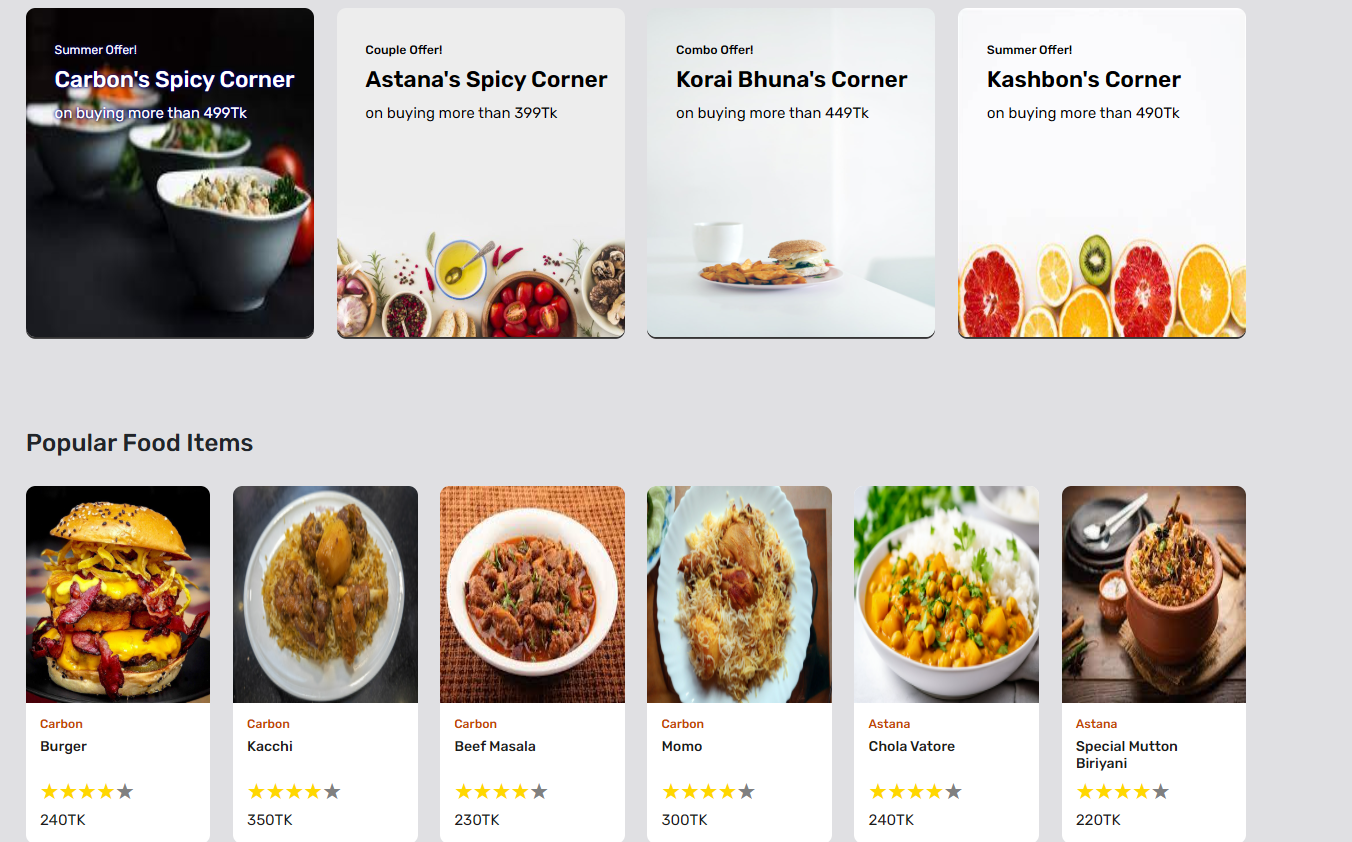 Summer Offer!
Carbon's Spicy Corner
on buying more than 499Tk
Couple Offer!
Astana's Spicy Corner
on buying more than 399Tk
Combo Offer!
Korai Bhuna's Corner
on buying more than 449Tk
Summer Offer!
Kashbon's Corner
on buying more than 490Tk
Popular Food Items
Carbon
Burger
240TK
Carbon
Kacchi
350TK
Carbon
Beef Masala
230TK
Carbon
Momo
300TK
Astana
Chola Vatore
240TK
Astana
Special Mutton
Biriyani
220TK